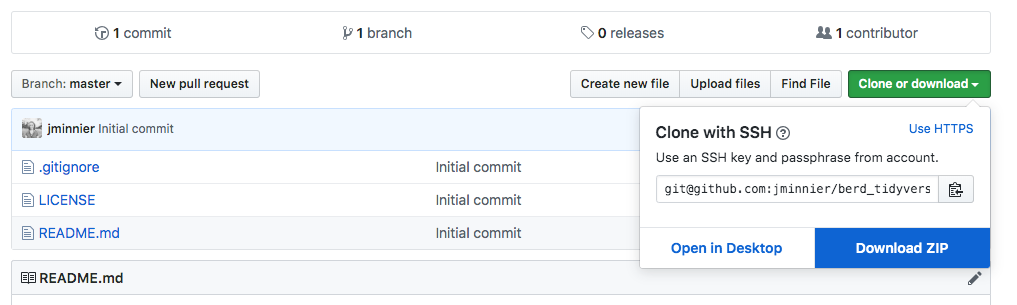 1 commit 1 branch 0 releases 1 contributor
Branch: master New pull request Create new file Upload files Find File Clone or download
jminnier Initial commit
.gitignore Initial commit
LICENSE Initial commit
README.md Initial commit
Clone with SSH Use HTTPS
Use an SSH key and passphrase from account.
git@github.com:jminnier/berd_tidyvers
Open in Desktop Download ZIP
README.md